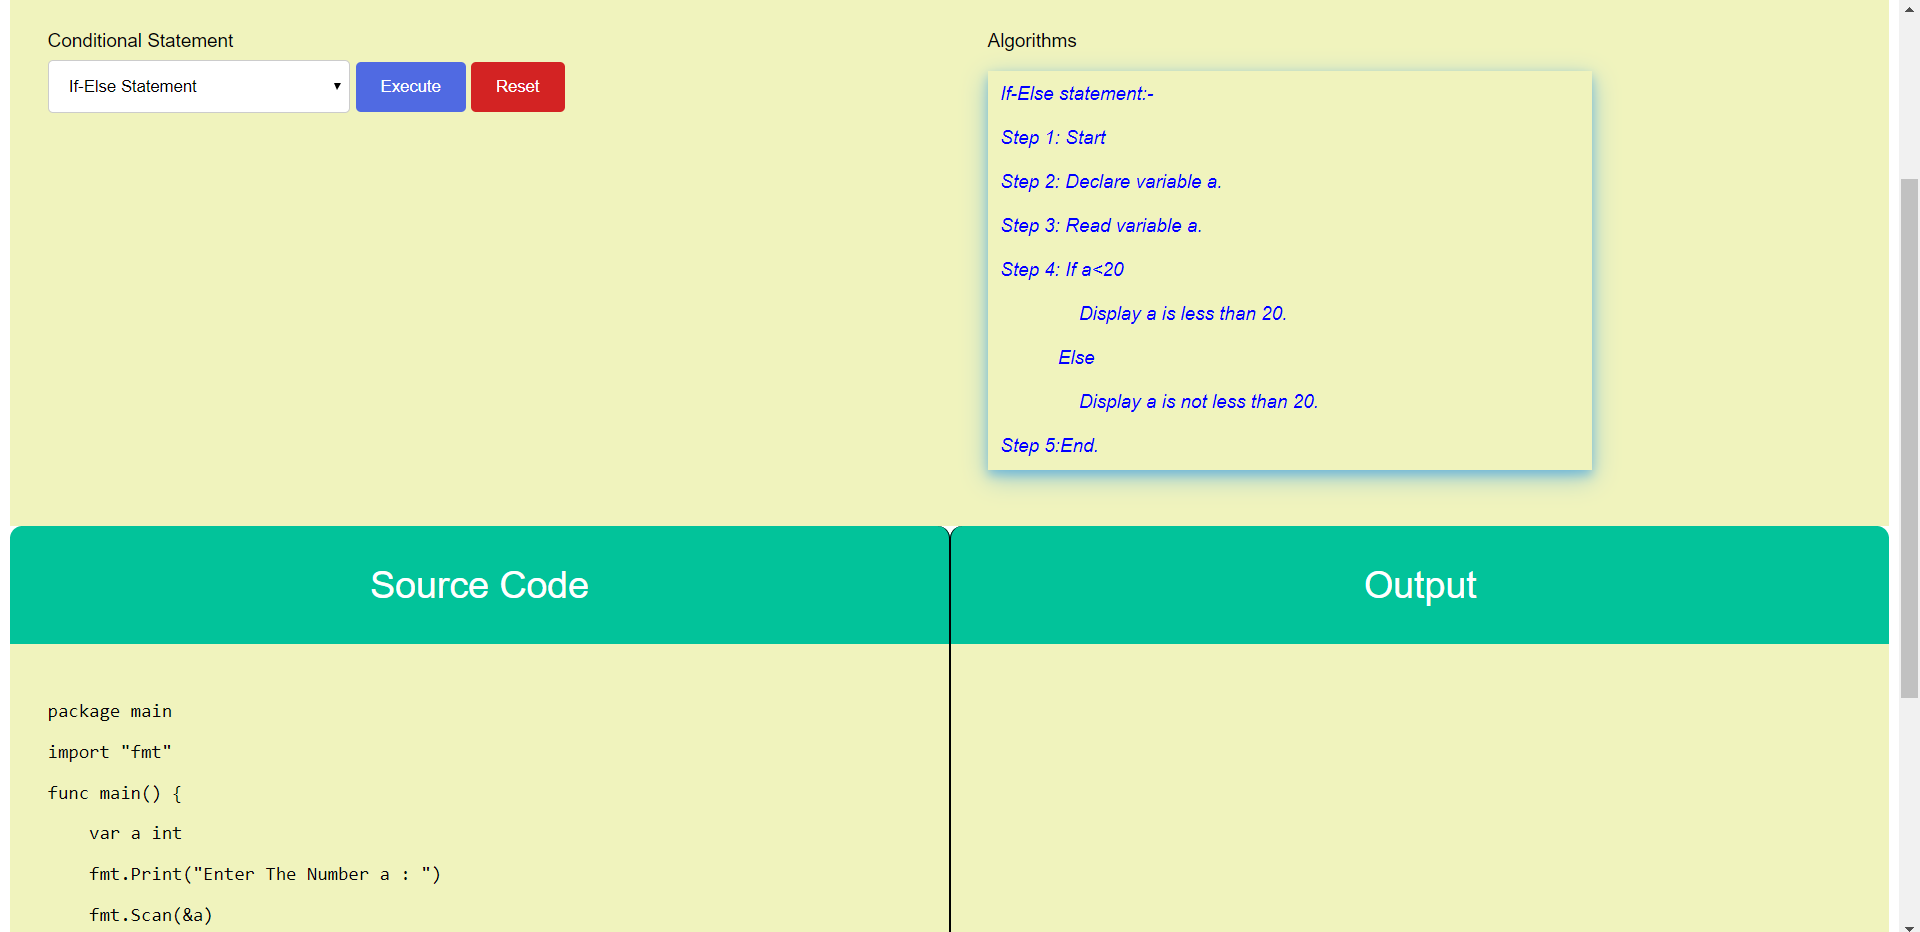 Conditional Statement
If-Else Statement
Execute
Reset
Algorithms
If-Else statement:-
Step 1: Start
Step 2: Declare variable a.
Step 3: Read variable a.
Step 4: If a<20
Display a is less than 20.
Else
Display a is not less than 20.
Step 5:End.
Source Code
Output
package main
import "fmt"
func main() {
    var a int
    fmt.Print("Enter The Number a : ")
    fmt.Scan(&a)